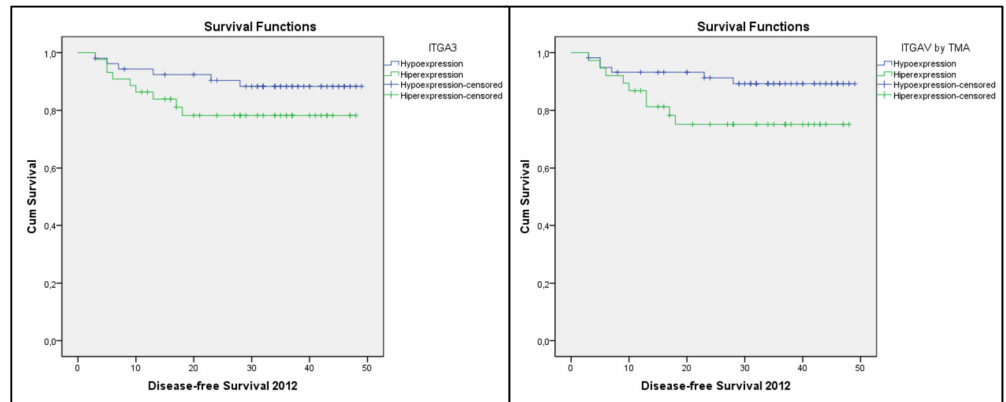 Survival Functions
ITGA3
Hypoexpression
Hiperexpression
Hypoexpression-censored
Hiperexpression-censored
1,0
0,8
0,6
0,4
0,2
0,0
Cum Survival
0 10 20 30 40 50
Disease-free Survival 2012
Survival Functions
ITGAV by TMA
Hypoexpression
Hiperexpression
Hypoexpression-censored
Hiperexpression-censored
1,0
0,8
0,6
0,4
0,2
0,0
Cum Survival
0 10 20 30 40 50
Disease-free Survival 2012